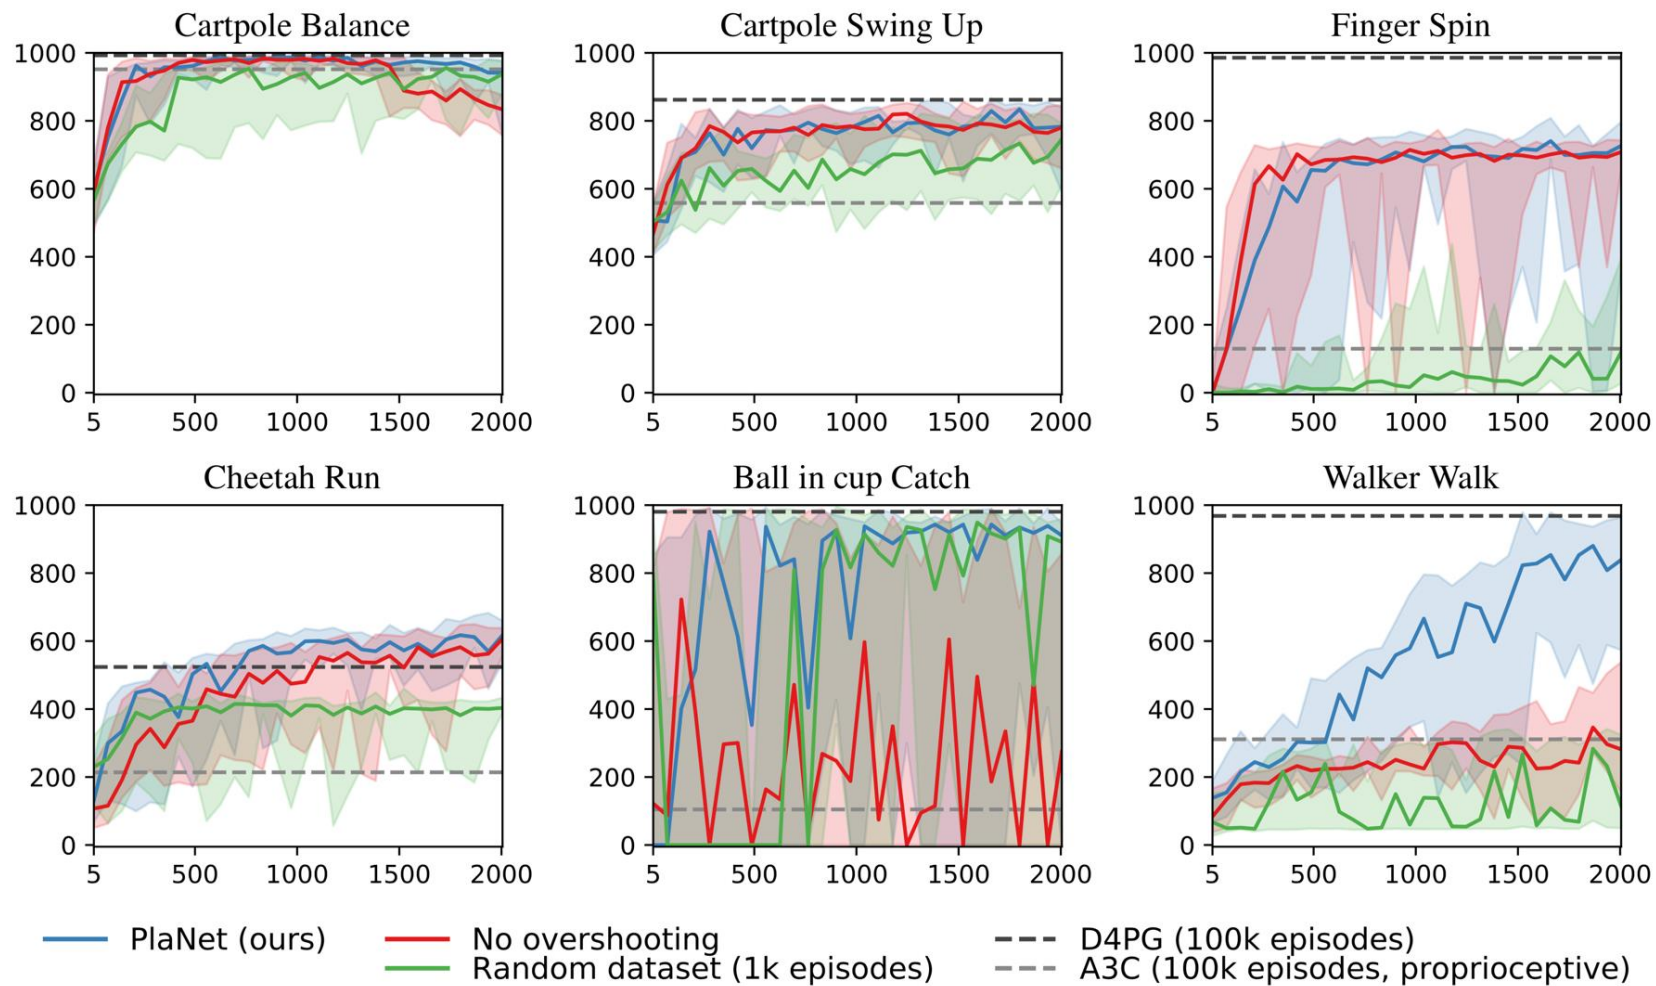 Cartpole Balance
Cartpole Swing Up
Finger Spin
1000
800
600
400
200
0
5 500 1000 1500 2000
1000
800
600
400
200
0
5 500 1000 1500 2000
1000
800
600
400
200
0
5 500 1000 1500 2000
Cheetah Run
Ball in cup Catch
Walker Walk
1000
800
600
400
200
0
5 500 1000 1500 2000
1000
800
600
400
200
0
5 500 1000 1500 2000
1000
800
600
400
200
0
5 500 1000 1500 2000
PlaNet (ours)
No overshooting
Random dataset (1k episodes)
D4PG (100k episodes)
A3C (100k episodes, proprioceptive)